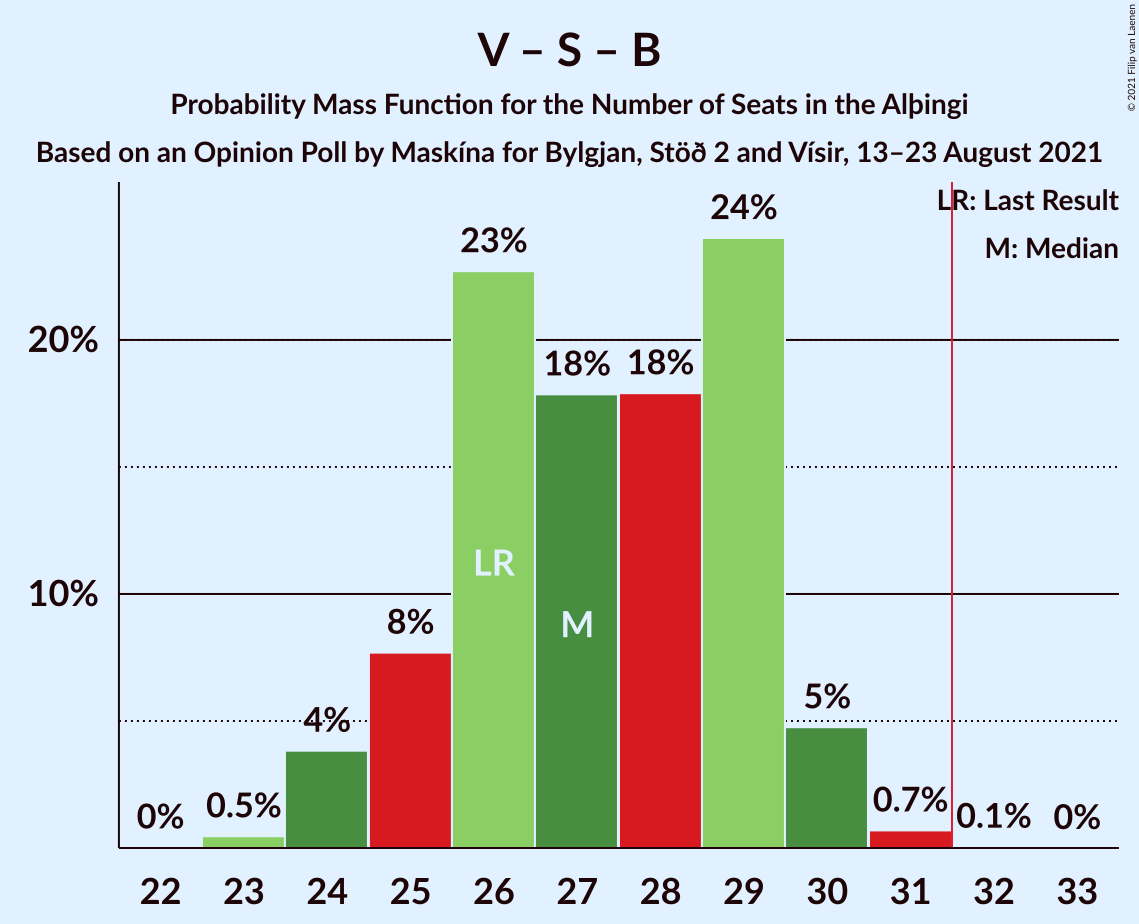 V – S – B
Probability Mass Function for the Number of Seats in the Alþingi
Based on an Opinion Poll by Maskína for Bylgjan, Stöð 2 and Vísir, 13–23 August 2021
© 2021 Filip van Laenen
LR: Last Result
M: Median
20%
10%
0%
0.5%
4%
8%
23%
18%
18%
24%
5%
0.7%
0.1%
0%
LR
M
22 23 24 25 26 27 28 29 30 31 32 33